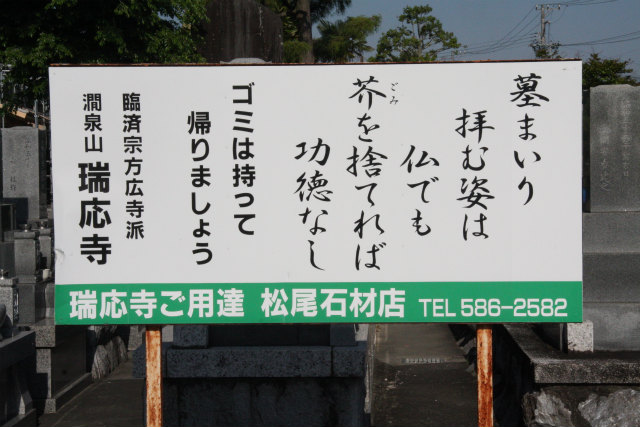 墓まいり
拝む姿は
仏でも
芥を捨てれば
ごみ
功徳なし
ゴミは持って
帰りましょう
臨済宗方広寺派
澗泉山 瑞応寺
瑞応寺ご用達 松尾石材店 TEL 586-2582